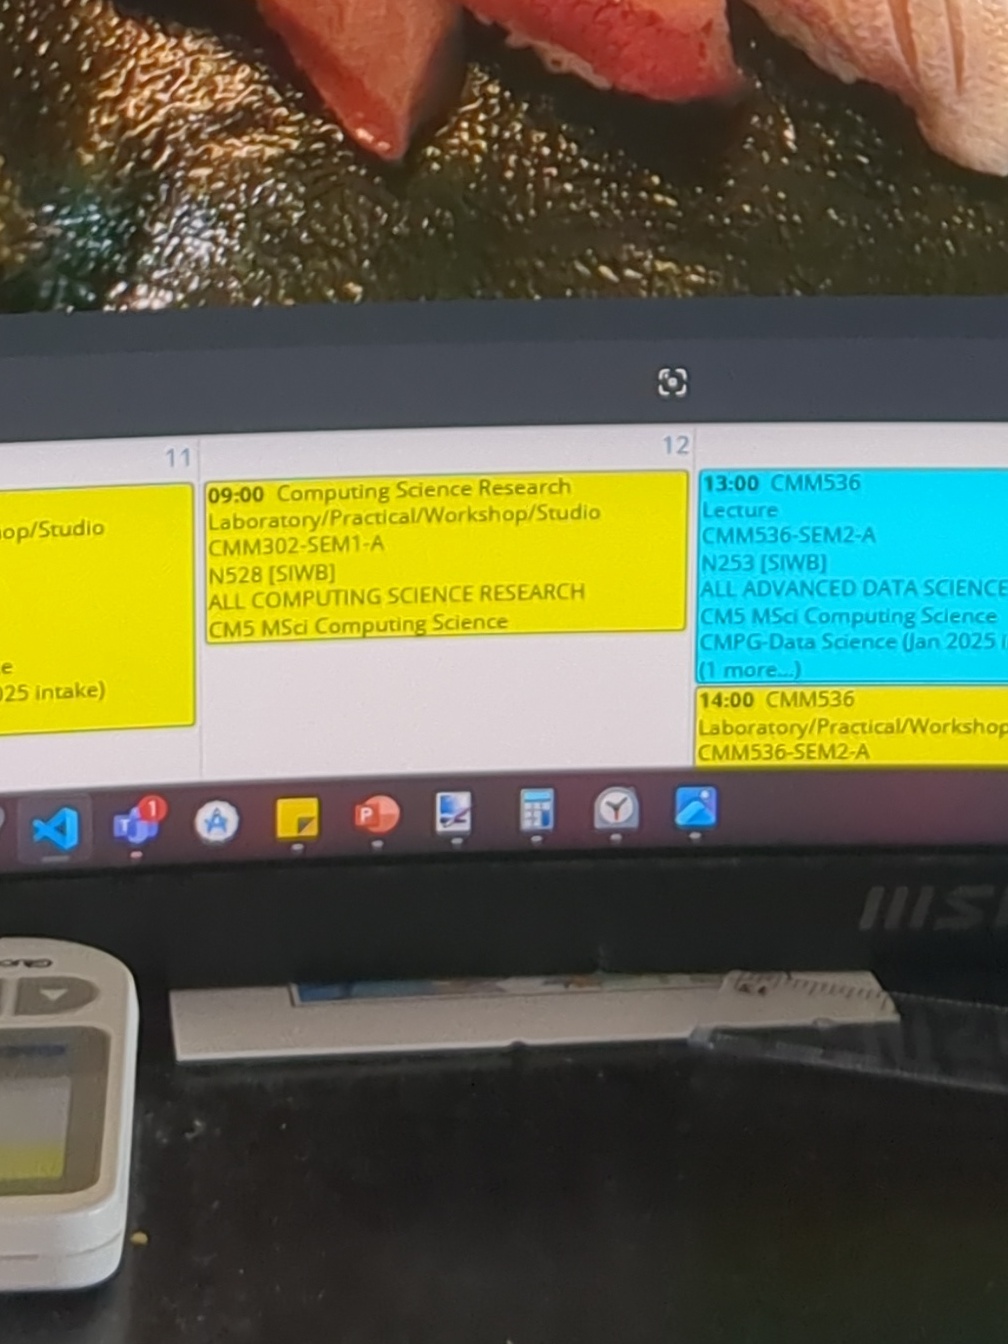 11
op/Studio
e
025 intake)
12
09:00 Computing Science Research
Laboratory/Practical/Workshop/Studio
CMM302-SEM1-A
N528 [SIWB]
ALL COMPUTING SCIENCE RESEARCH
CM5 MSci Computing Science
13:00 CMM536
Lecture
CMM536-SEM2-A
N253 [SIWB]
ALL ADVANCED DATA SCIENCE
CM5 MSci Computing Science
CMPG-Data Science (Jan 2025 i
(1 more...)
14:00 CMM536
Laboratory/Practical/Workshop
CMM536-SEM2-A
1
T
P
MS